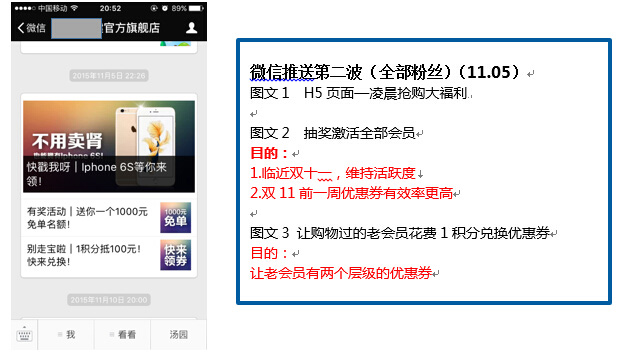 中国移动
20:52
89%
微信
官方旗舰店
2015年11月5日 22:26
不用卖肾
快戳我呀 | Iphone 6S等你来
领！
有奖活动 | 送你一个1000元
免单名额！
1000元
免单
别走宝啦 | 1积分抵100元！
快来兑换！
快来
领券
2015年11月10日 20:00
我
看看
汤园
微信推送第二波（全部粉丝）（11.05）
图文 1 H5 页面—凌晨抢购大福利
图文 2 抽奖激活全部会员
目的：
1.临近双十一，维持活跃度
2.双 11 前一周优惠券有效率更高
图文 3 让购物过的老会员花费 1 积分兑换优惠券
目的：
让老会员有两个层级的优惠券